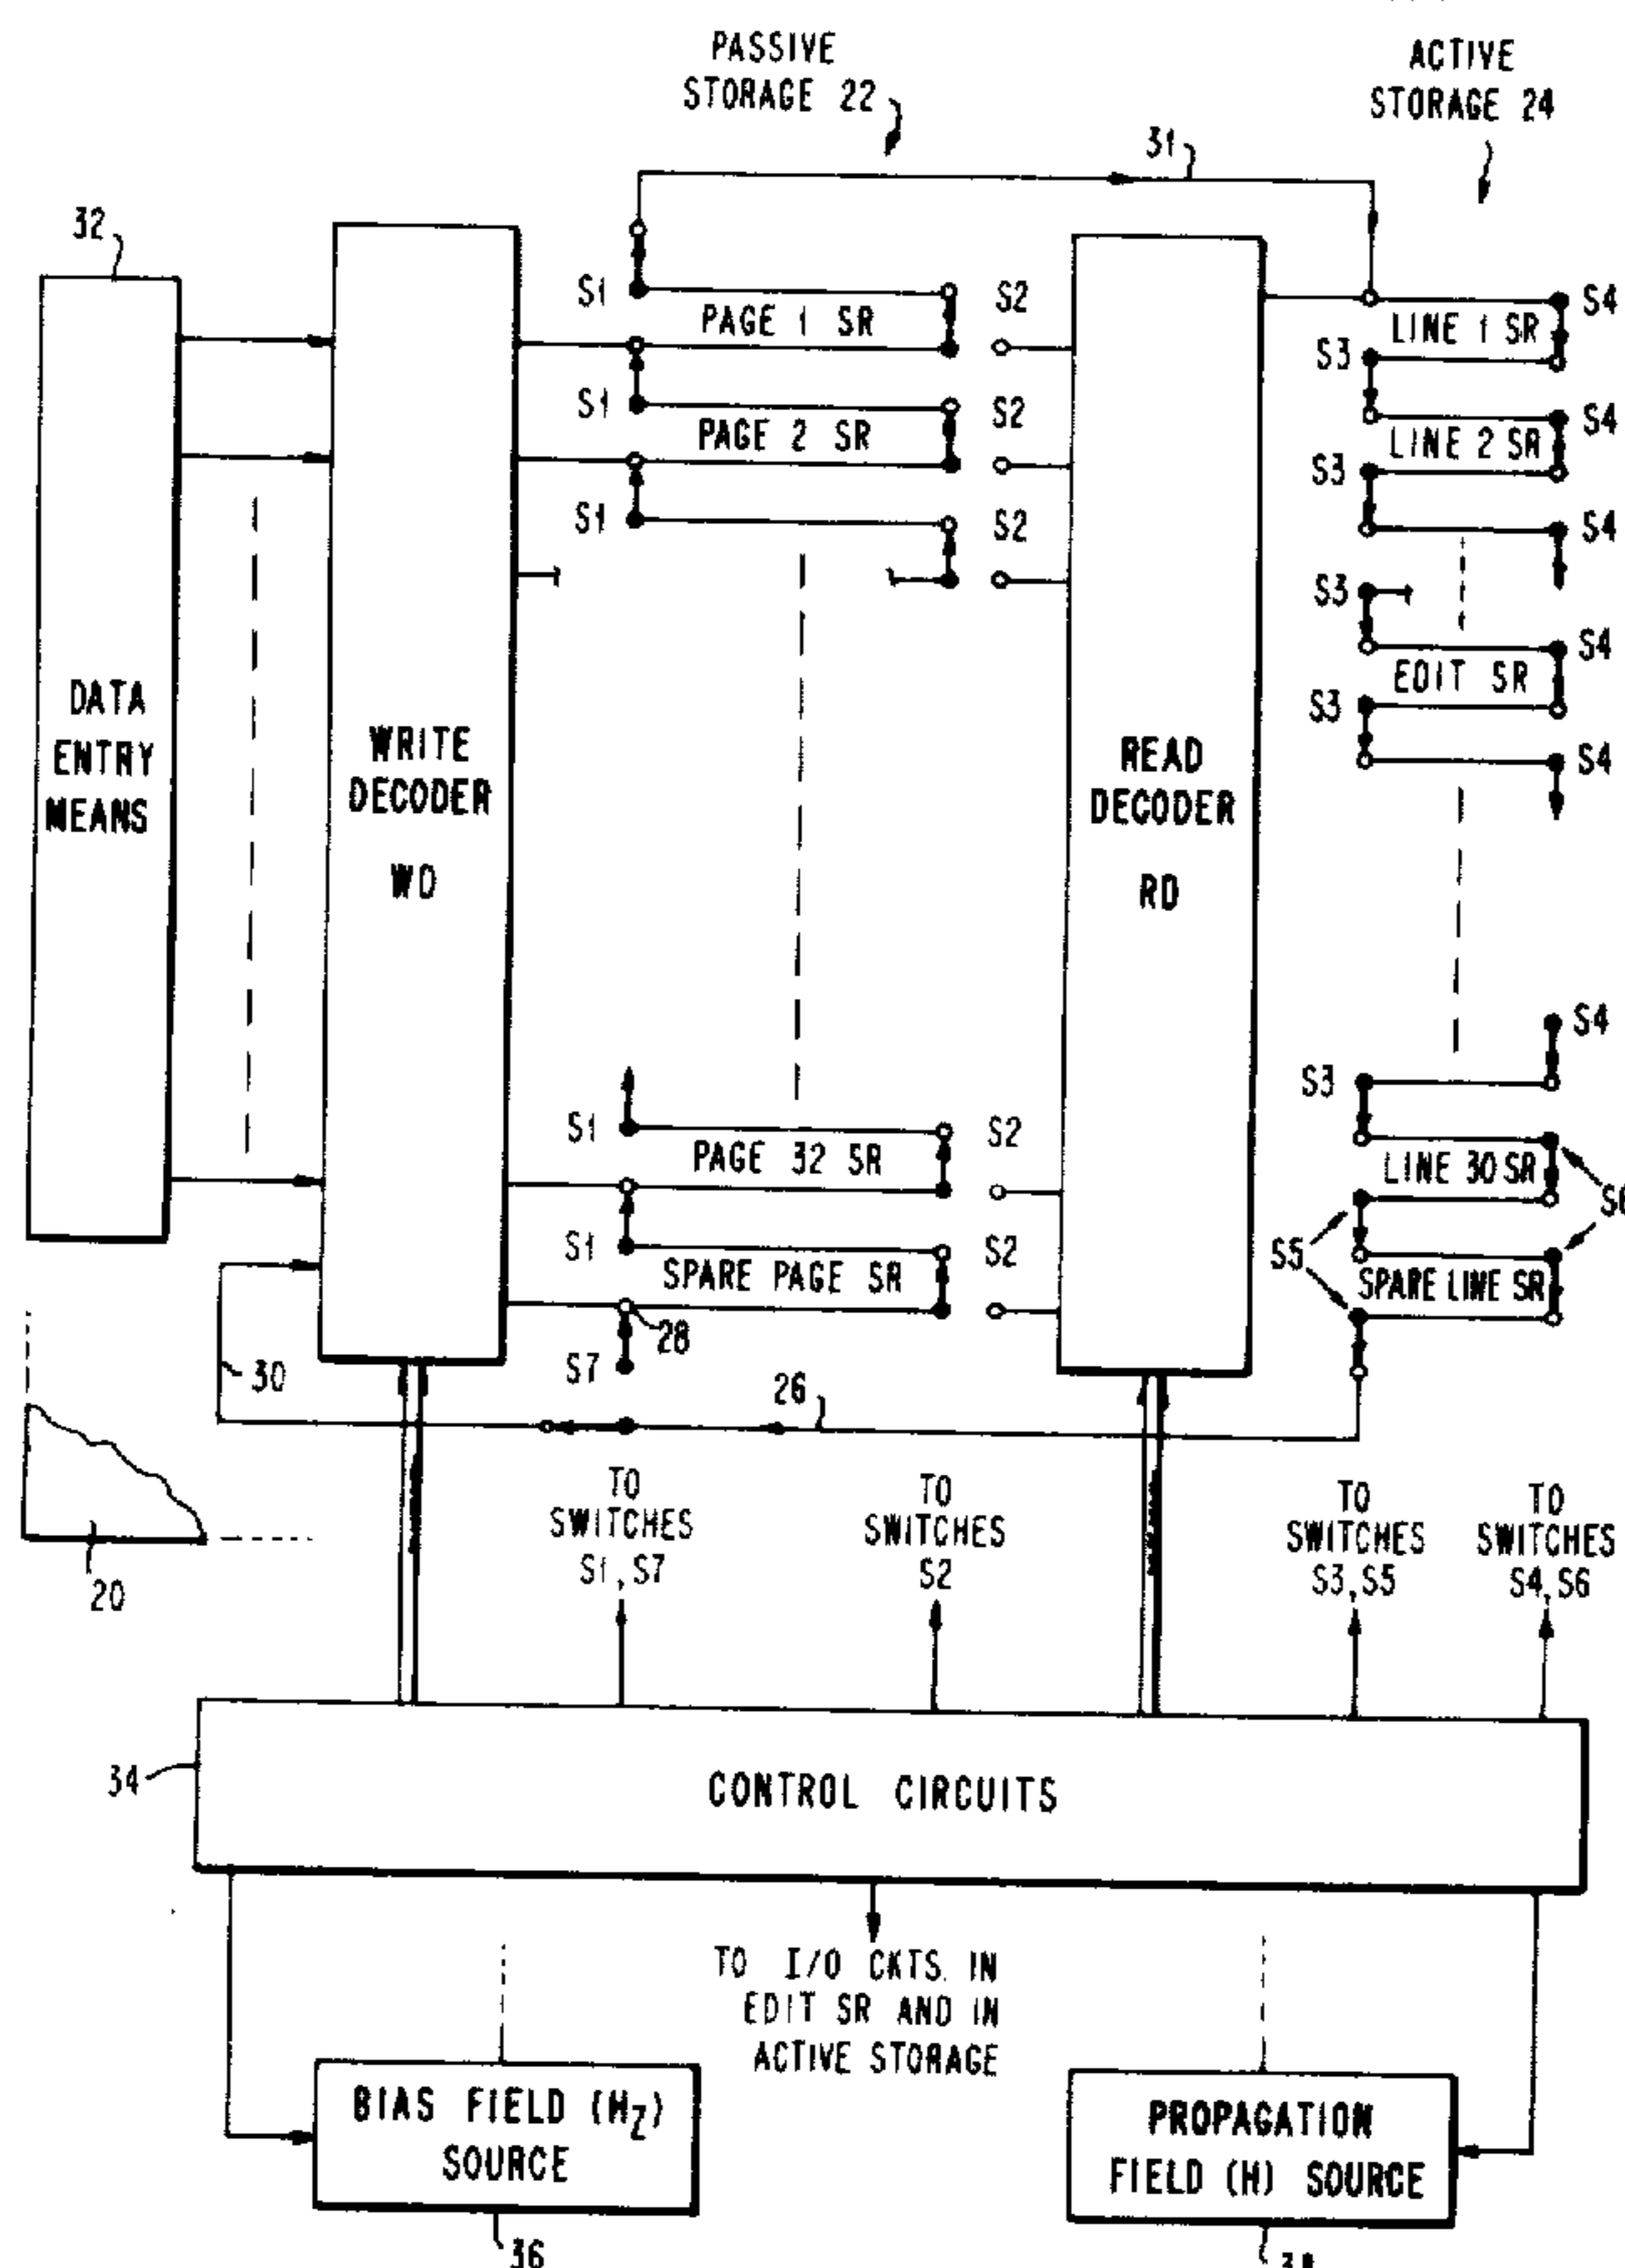 PASSIVE
STORAGE 22
ACTIVE
STORAGE 24
31
32
S1
PAGE 1 SR
S2
LINE 1 SR
S4
S3
S1
PAGE 2 SR
S2
LINE 2 SR
S4
S3
S1
S2
S4
S3
EDIT SR
S4
S3
S4
DATA
ENTRY
MEANS
WRITE
DECODER
WD
READ
DECODER
RD
S4
S3
S1
PAGE 32 SR
S2
LINE 30 SR
S6
S1
SPARE PAGE SR
S2
S5
SPARE LINE SR
28
S7
30
26
20
TO
SWITCHES
S1, S7
TO
SWITCHES
S2
TO
SWITCHES
S3, S5
TO
SWITCHES
S4, S6
34
CONTROL CIRCUITS
TO I/O CKTS. IN
EDIT SR AND IN
ACTIVE STORAGE
BIAS FIELD (HZ)
SOURCE
PROPAGATION
FIELD (H) SOURCE
36
38